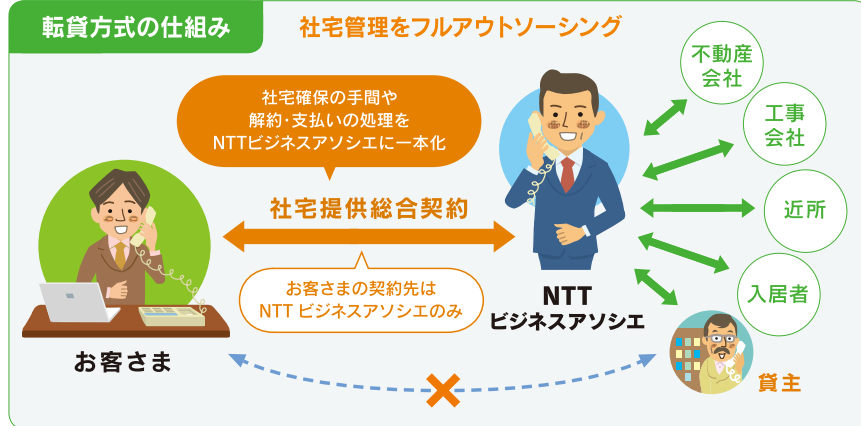 転貸方式の仕組み
社宅管理をフルアウトソーシング
社宅確保の手間や
解約・支払いの処理を
NTTビジネスアソシエに一本化
社宅提供総合契約
お客さまの契約先は
NTT ビジネスアソシエのみ
お客さま
NTT
ビジネスアソシエ
不動産
会社
工事
会社
近所
入居者
貸主